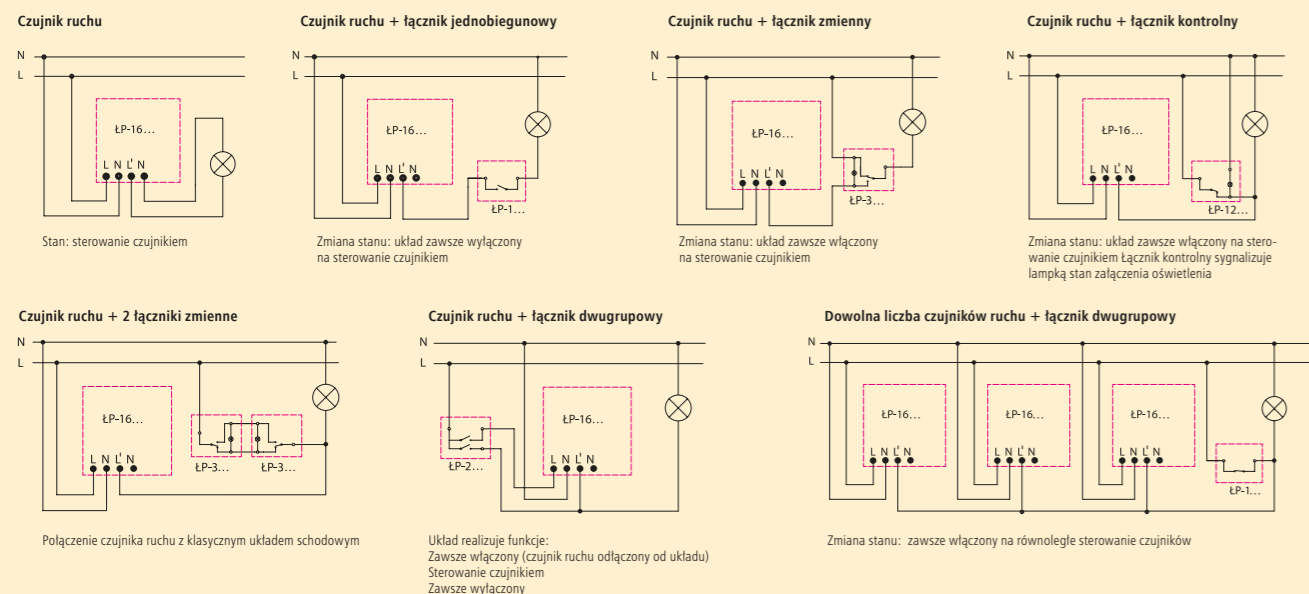 Czujnik ruchu
N
L
ŁP-16...
L N L' N
Stan: sterowanie czujnikiem
Czujnik ruchu + łącznik jednobiegunowy
N
L
ŁP-16...
L N L' N
ŁP-1...
Zmiana stanu: układ zawsze wyłączony
na sterowanie czujnikiem
Czujnik ruchu + łącznik zmienny
N
L
ŁP-16...
L N L' N
ŁP-3...
Zmiana stanu: układ zawsze włączony
na sterowanie czujnikiem
Czujnik ruchu + łącznik kontrolny
N
L
ŁP-16...
L N L' N
ŁP-12...
Zmiana stanu: układ zawsze włączony na stero-
wanie czujnikiem Łącznik kontrolny sygnalizuje
lampką stan załączenia oświetlenia
Czujnik ruchu + 2 łączniki zmienne
N
L
ŁP-16...
L N L' N
ŁP-3...
ŁP-3...
Połączenie czujnika ruchu z klasycznym układem schodowym
Czujnik ruchu + łącznik dwugrupowy
N
L
ŁP-16...
ŁP-2...
L N L' N
Układ realizuje funkcje:
Zawsze włączony (czujnik ruchu odłączony od układu)
Sterowanie czujnikiem
Zawsze wyłączony
Dowolna liczba czujników ruchu + łącznik dwugrupowy
N
L
ŁP-16...
ŁP-16...
ŁP-16...
L N L' N
L N L' N
L N L' N
ŁP-1...
Zmiana stanu: zawsze włączony na równoległe sterowanie czujników